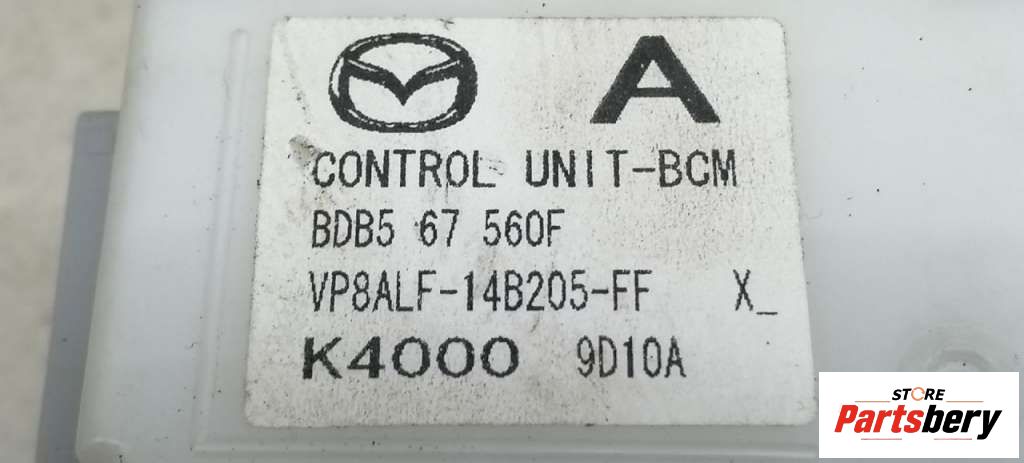 A
CONTROL UNIT-BCM
BDB5 67 560F
VP8ALF-14B205-FF X_
K4000 9D10A
STORE
Partsbery